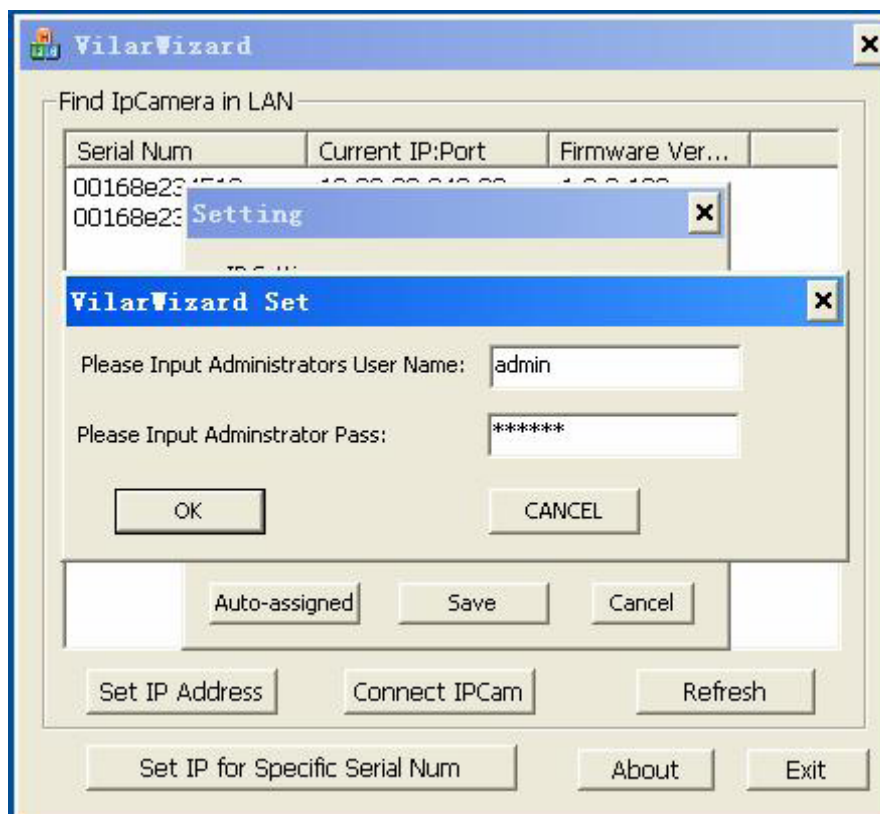 VilarWizard
Find IpCamera in LAN
Serial Num Current IP:Port Firmware Ver...
00168e23
00168e23
Setting
VilarWizard Set
Please Input Administrators User Name: admin
Please Input Adminstrator Pass: ******
OK CANCEL
Auto-assigned Save Cancel
Set IP Address Connect IPCam Refresh
Set IP for Specific Serial Num About Exit